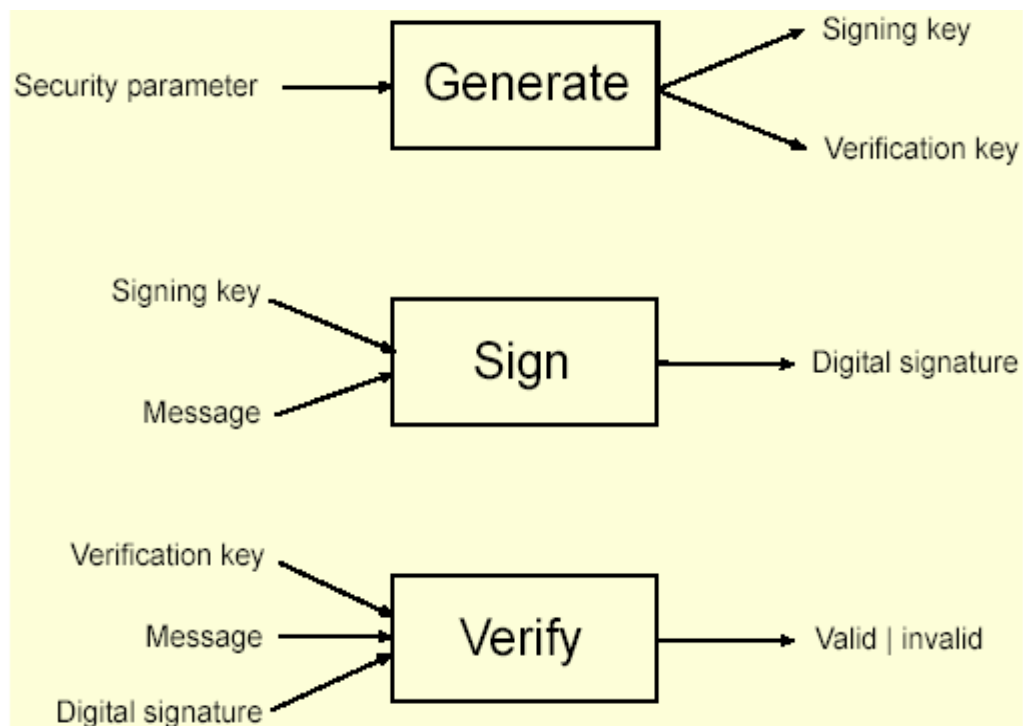 Security parameter
Generate
Signing key
Verification key
Signing key
Message
Sign
Digital signature
Verification key
Message
Digital signature
Verify
Valid | invalid